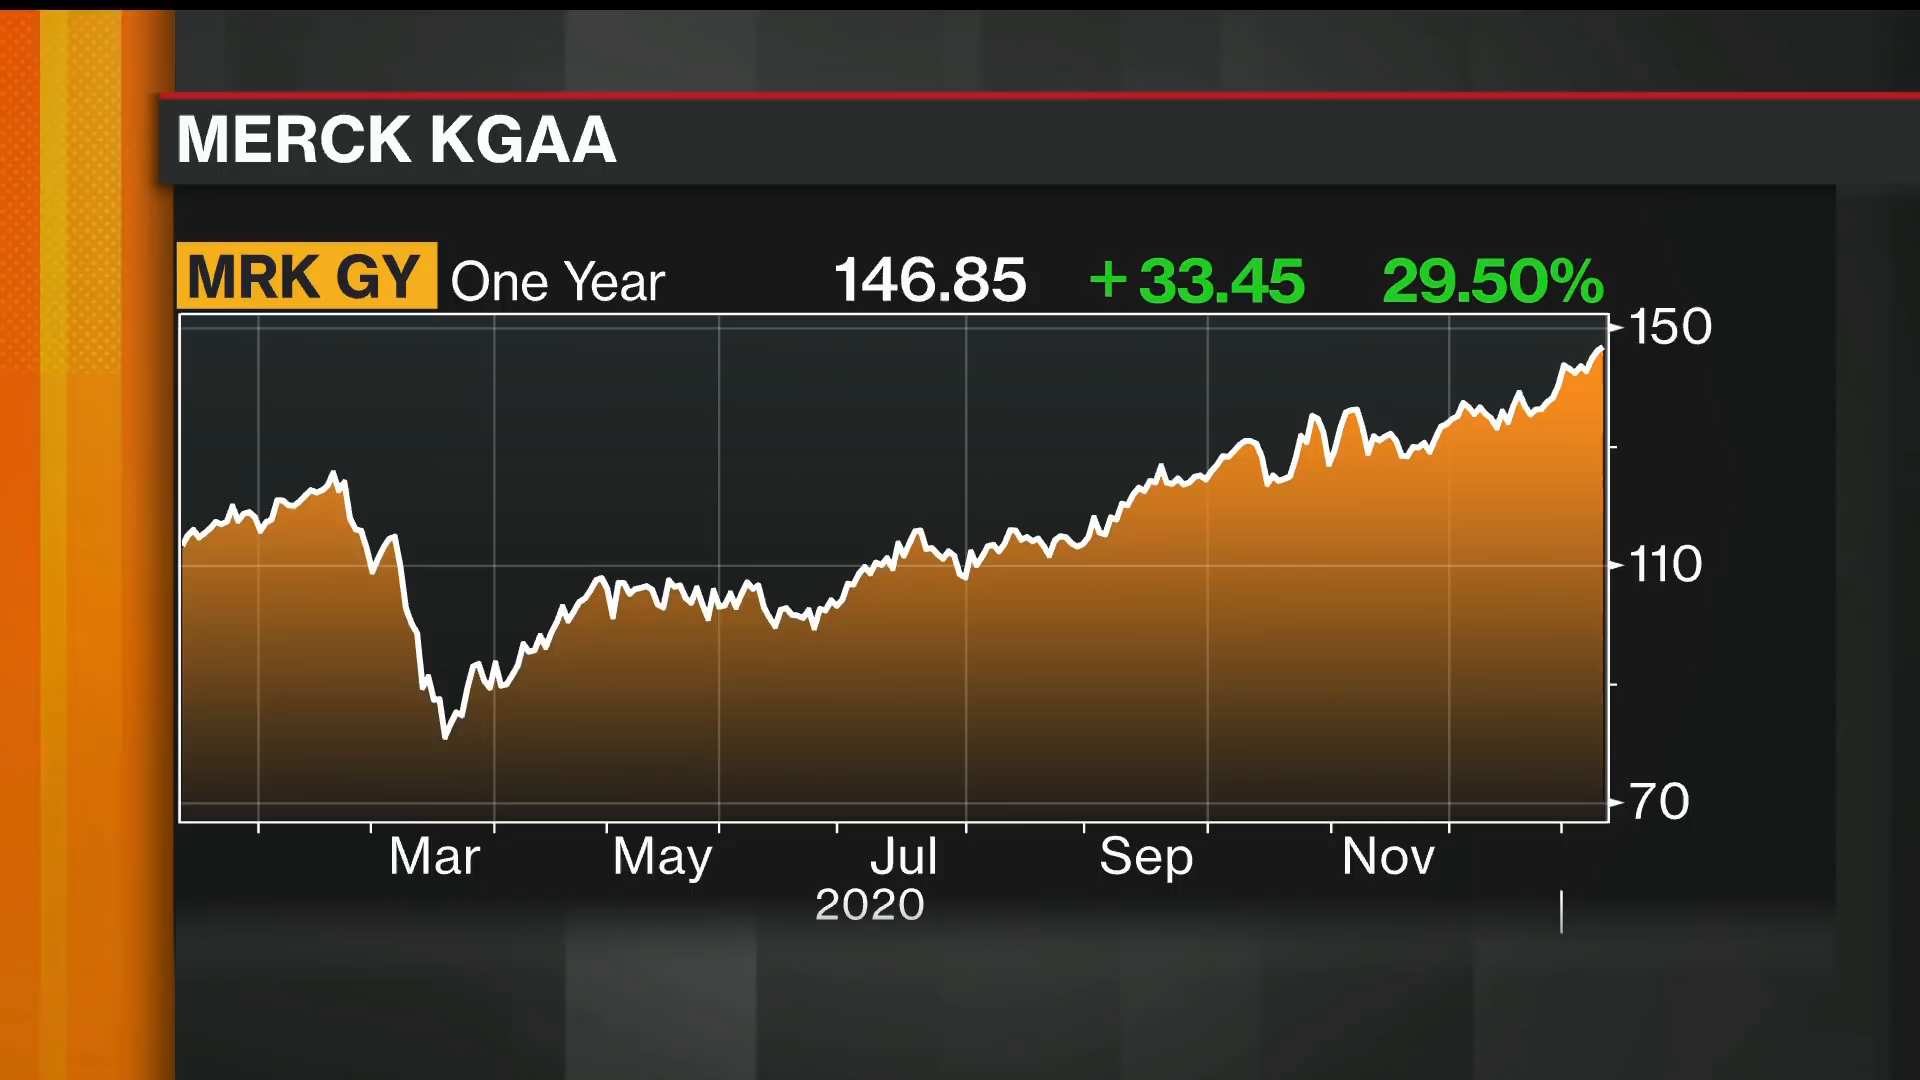 MERCK KGAA
MRK GY One Year 146.85 +33.45 29.50%
150
110
70
Mar May Jul Sep Nov
2020